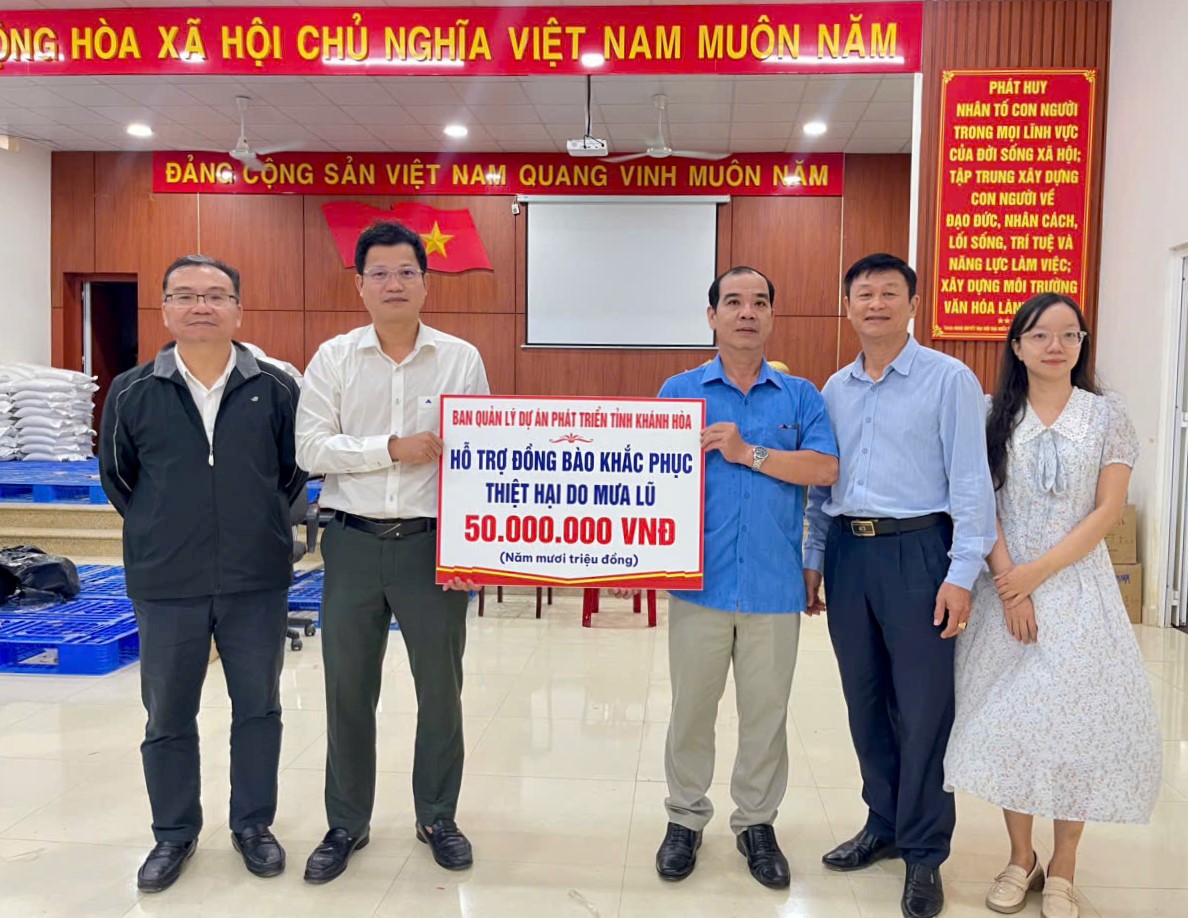 ỘNG HÒA XÃ HỘI CHỦ NGHĨA VIỆT NAM MUÔN NĂM
ĐẢNG CỘNG SẢN VIỆT NAM QUANG VINH MUÔN NĂM
PHÁT HUY
NHÂN TỐ CON NGƯỜI
TRONG MỌI LĨNH VỰC
CỦA ĐỜI SỐNG XÃ HỘI;
TẬP TRUNG XÂY DỰNG
CON NGƯỜI VỀ
ĐẠO ĐỨC, NHÂN CÁCH,
LỐI SỐNG, TRÍ TUỆ VÀ
NĂNG LỰC LÀM VIỆC;
XÂY DỰNG MÔI TRƯỜNG
VĂN HÓA
BAN QUẢN LÝ DỰ ÁN PHÁT TRIỂN TỈNH KHÁNH HÒA
HỖ TRỢ ĐỒNG BÀO KHẮC PHỤC
THIỆT HẠI DO MƯA LŨ
50.000.000 VNĐ
(Năm mươi triệu đồng)